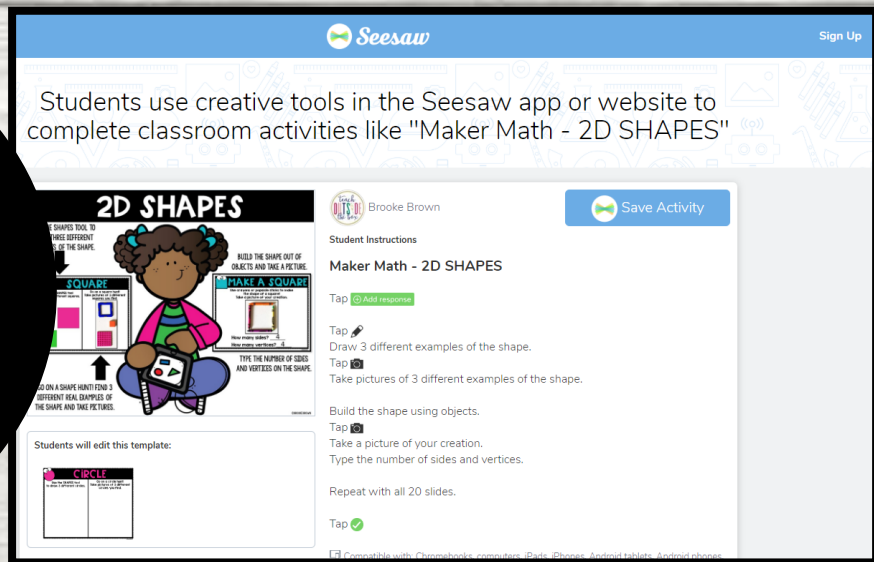 Seesaw
Sign Up
Students use creative tools in the Seesaw app or website to
complete classroom activities like "Maker Math - 2D SHAPES"
2D SHAPES
SHAPES TOOL TO
THREE DIFFERENT
OF THE SHAPE.
BUILD THE SHAPE OUT OF
OBJECTS AND TAKE A PICTURE.
SQUARE
MAKE A SQUARE
How many sides? 4
How many vertices? 4
TYPE THE NUMBER OF SIDES
AND VERTICES ON THE SHAPE.
GO ON A SHAPE HUNT! FIND 3
DIFFERENT REAL EXAMPLES OF
THE SHAPE AND TAKE PICTURES.
Students will edit this template:
CIRCLE
teach
OUTSIDE
the box
Brooke Brown
Save Activity
Student Instructions
Maker Math - 2D SHAPES
Tap Add response
Tap
Draw 3 different examples of the shape.
Tap
Take pictures of 3 different examples of the shape.
Build the shape using objects.
Tap
Take a picture of your creation.
Type the number of sides and vertices.
Repeat with all 20 slides.
Tap
Compatible with: Chromebooks, computers, iPads, iPhones, Android tablets, Android phones